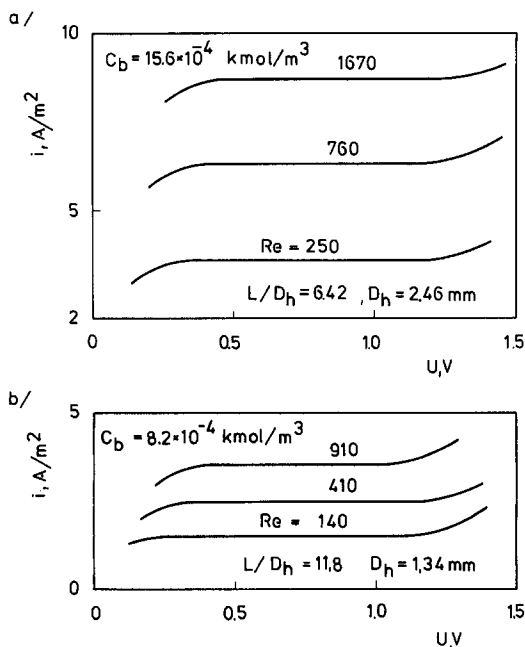 a/
10
C_b = 15.6×10^-4 kmol/m^3
1670
i, A/m^2
760
5
Re = 250
L/D_h = 6.42 , D_h = 2.46 mm
2
0 0.5 1.0 1.5
U,V
b/
5
C_b = 8.2×10^-4 kmol/m^3
910
i, A/m^2
410
Re = 140
L/D_h = 11,8 D_h = 1,34 mm
0
0 0.5 1.0 1.5
U,V